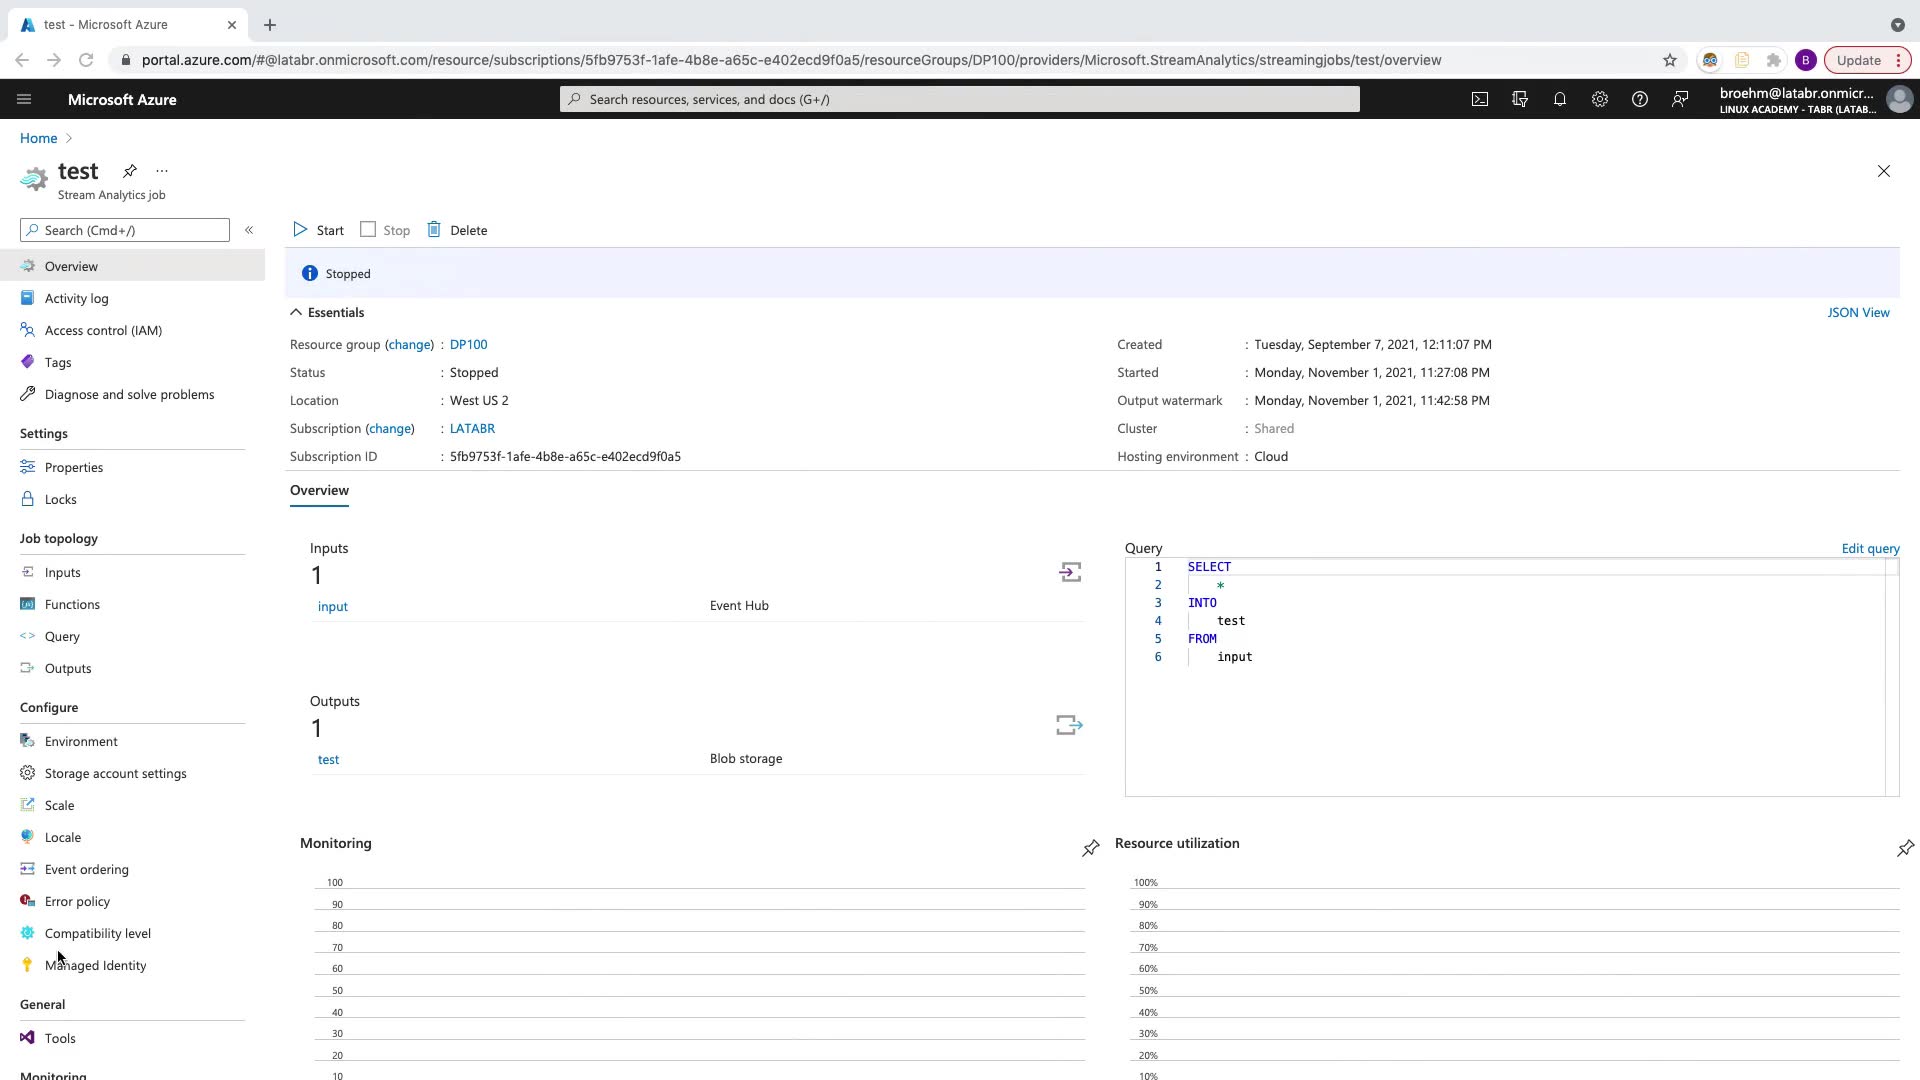 test - Microsoft Azure
portal.azure.com/#@latabr.onmicrosoft.com/resource/subscriptions/5fb9753f-1afe-4b8e-a65c-e402ecd9f0a5/resourceGroups/DP100/providers/Microsoft.StreamAnalytics/streamingjobs/test/overview
B
Update
Microsoft Azure
Search resources, services, and docs (G+/)
broehm@latabr.onmicr...
LINUX ACADEMY - TABR (LATAB...
Home
test
Stream Analytics job
Search (Cmd+/)
Start
Stop
Delete
Overview
Activity log
Access control (IAM)
Tags
Diagnose and solve problems
Settings
Properties
Locks
Job topology
Inputs
Functions
Query
Outputs
Configure
Environment
Storage account settings
Scale
Locale
Event ordering
Error policy
Compatibility level
Managed Identity
General
Tools
Monitoring
Stopped
Essentials
JSON View
Resource group (change) : DP100
Status : Stopped
Location : West US 2
Subscription (change) : LATABR
Subscription ID : 5fb9753f-1afe-4b8e-a65c-e402ecd9f0a5
Created : Tuesday, September 7, 2021, 12:11:07 PM
Started : Monday, November 1, 2021, 11:27:08 PM
Output watermark : Monday, November 1, 2021, 11:42:58 PM
Cluster : Shared
Hosting environment : Cloud
Overview
Inputs
1
input Event Hub
Outputs
1
test Blob storage
Query
Edit query
1 SELECT
2 *
3 INTO
4 test
5 FROM
6 input
Monitoring
100
90
80
70
60
50
40
30
20
10
Resource utilization
100%
90%
80%
70%
60%
50%
40%
30%
20%
10%